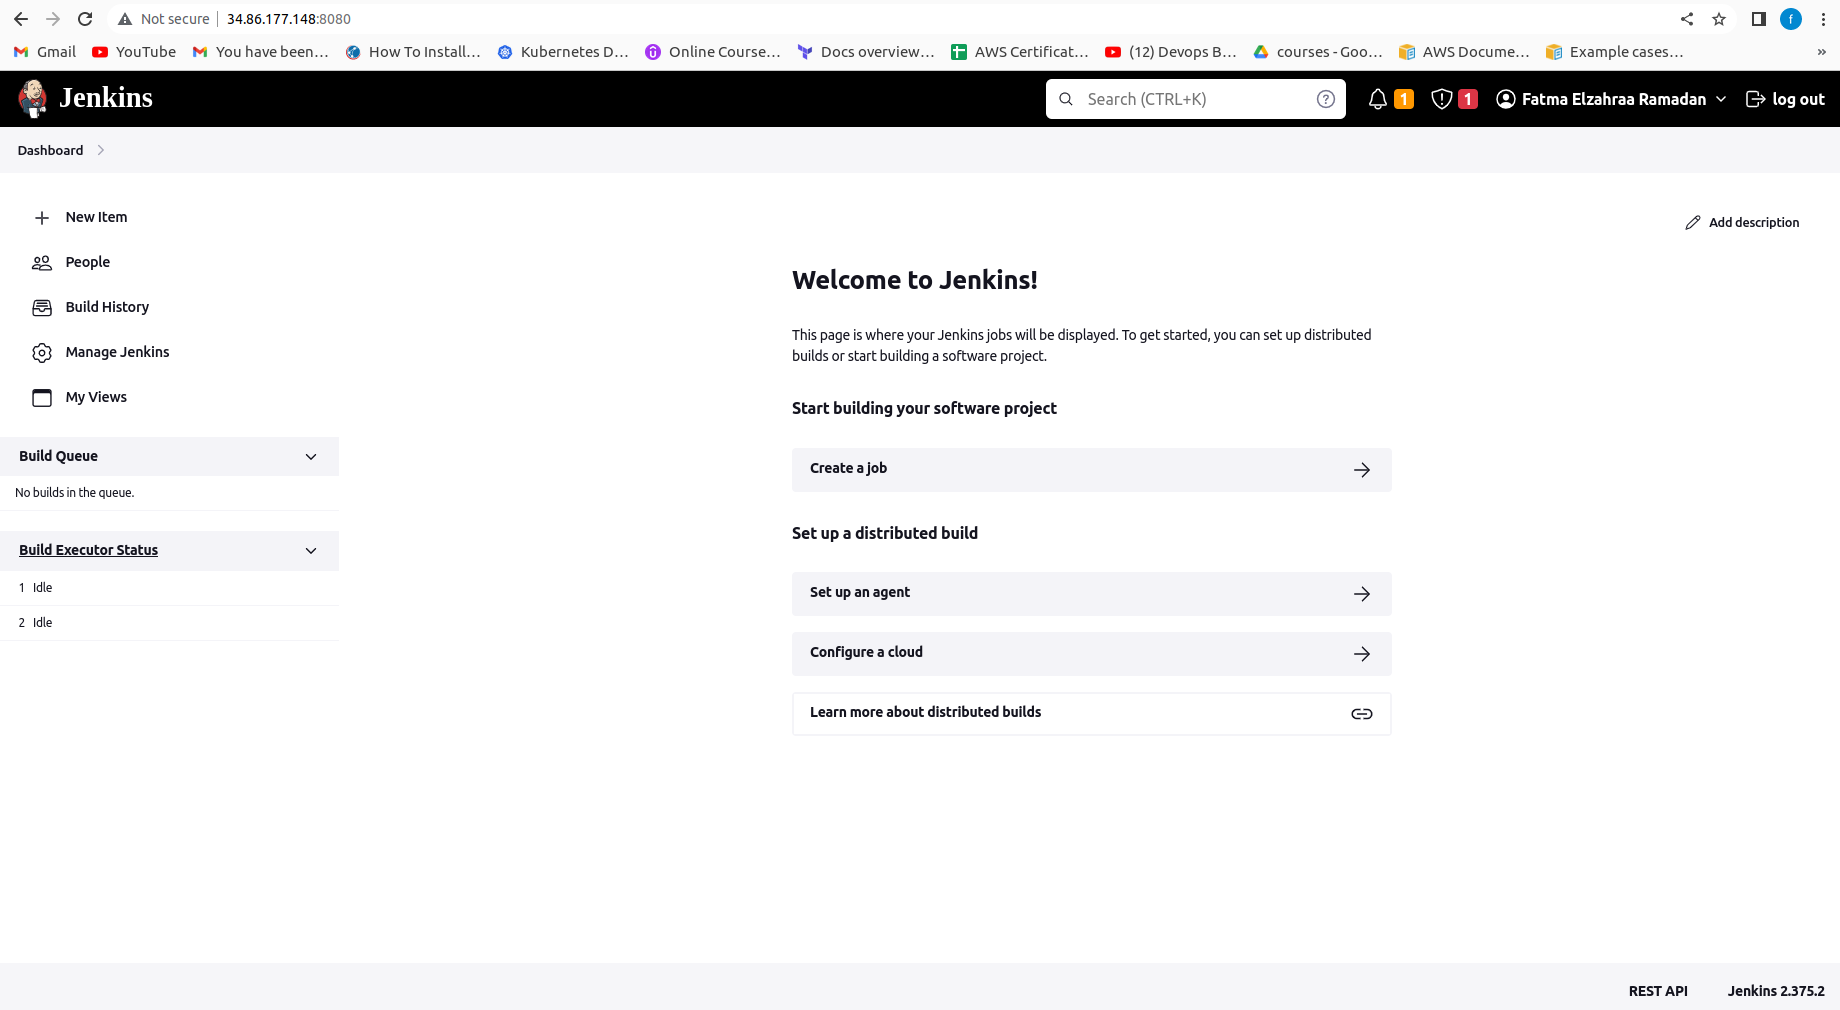 Not secure 34.86.177.148:8080 f
Gmail YouTube You have been… How To Install… Kubernetes D… Online Course… Docs overview… AWS Certificat… (12) Devops B… courses - Goo… AWS Docume… Example cases… »
Jenkins Search (CTRL+K) ? 1 1 Fatma Elzahraa Ramadan log out
Dashboard
New Item
Add description
People
Build History
Manage Jenkins
My Views
Build Queue
No builds in the queue.
Build Executor Status
1 Idle
2 Idle
Welcome to Jenkins!
This page is where your Jenkins jobs will be displayed. To get started, you can set up distributed
builds or start building a software project.
Start building your software project
Create a job
Set up a distributed build
Set up an agent
Configure a cloud
Learn more about distributed builds
REST API Jenkins 2.375.2